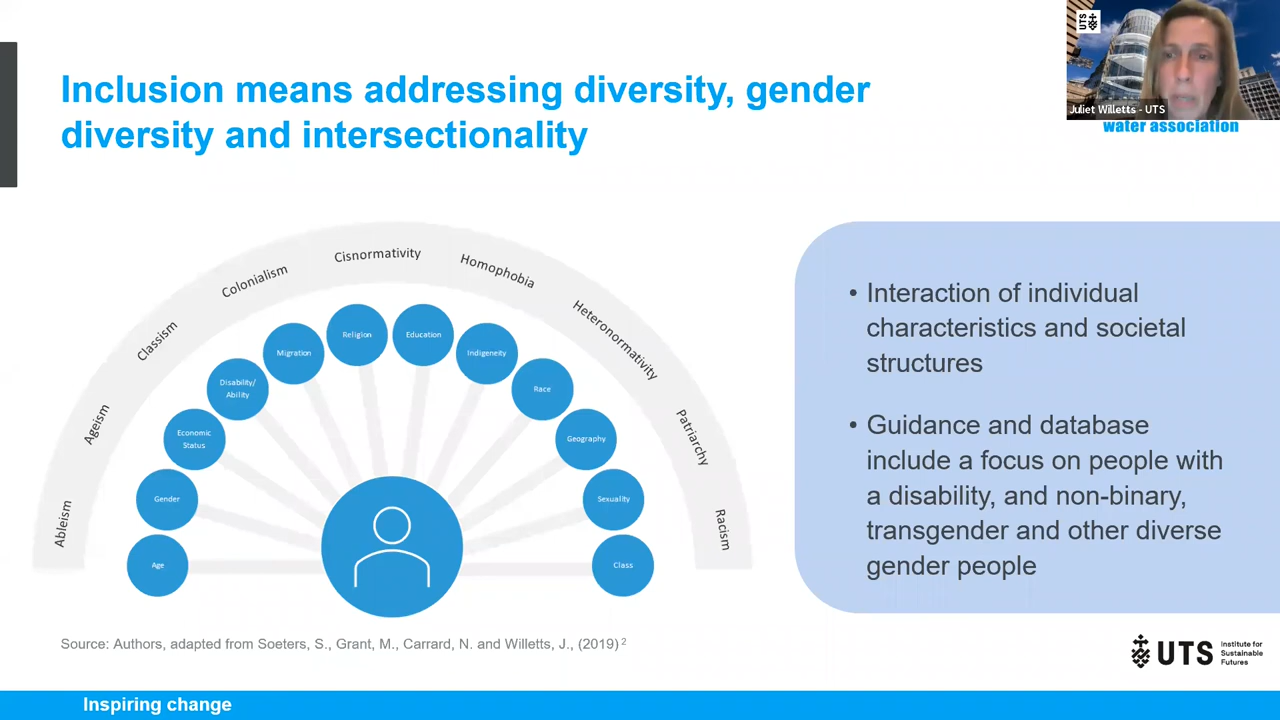 Inclusion means addressing diversity, gender
diversity and intersectionality
UTS
Juliet Willetts - UTS
water association
Ableism
Ageism
Classism
Colonialism
Cisnormativity
Homophobia
Heteronormativity
Patriarchy
Racism
Age
Gender
Economic
Status
Disability/
Ability
Migration
Religion
Education
Indigeneity
Race
Geography
Sexuality
Class
• Interaction of individual
characteristics and societal
structures
• Guidance and database
include a focus on people with
a disability, and non-binary,
transgender and other diverse
gender people
Source: Authors, adapted from Soeters, S., Grant, M., Carrard, N. and Willetts, J., (2019) 2
UTS
Institute for
Sustainable
Futures
Inspiring change